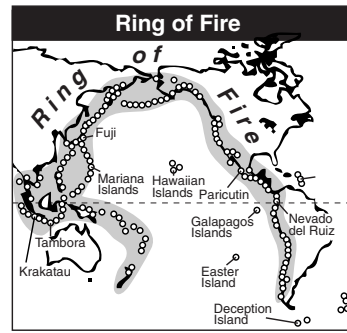 Ring of Fire
Ring of Fire
Fuji
Mariana
Islands
Hawaiian
Islands
Paricutin
Galapagos
Islands
Nevado
del Ruiz
Tambora
Krakatau
Easter
Island
Deception
Island